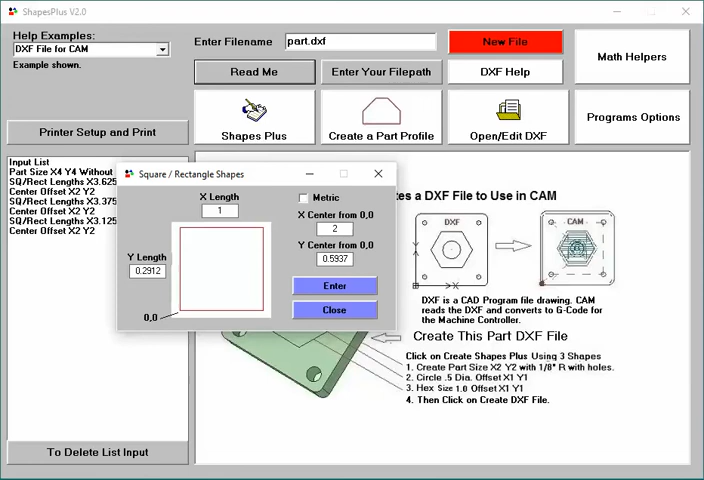 ShapesPlus V2.0
Help Examples:
DXF File for CAM
Example shown.
Enter Filename
part.dxf
New File
Math Helpers
Read Me
Enter Your Filepath
DXF Help
Printer Setup and Print
Shapes Plus
Create a Part Profile
Open/Edit DXF
Programs Options
Input List
Part Size X4 Y4 Without
SQ/Rect Lengths X3.625
Center Offset X2 Y2
SQ/Rect Lengths X3.375
Center Offset X2 Y2
SQ/Rect Lengths X3.125
Center Offset X2 Y2
Square / Rectangle Shapes
X Length
1
Metric
X Center from 0,0
2
Y Center from 0,0
0.5937
Y Length
0.2912
Enter
Close
0,0
tes a DXF File to Use in CAM
DXF
CAM
X
DXF is a CAD Program file drawing. CAM
reads the DXF and converts to G-Code for
the Machine Controller.
Create This Part DXF File
Click on Create Shapes Plus Using 3 Shapes
1. Create Part Size X2 Y2 with 1/8" R with holes.
2. Circle .5 Dia. Offset X1 Y1
3. Hex Size 1.0 Offset X1 Y1
4. Then Click on Create DXF File.
To Delete List Input